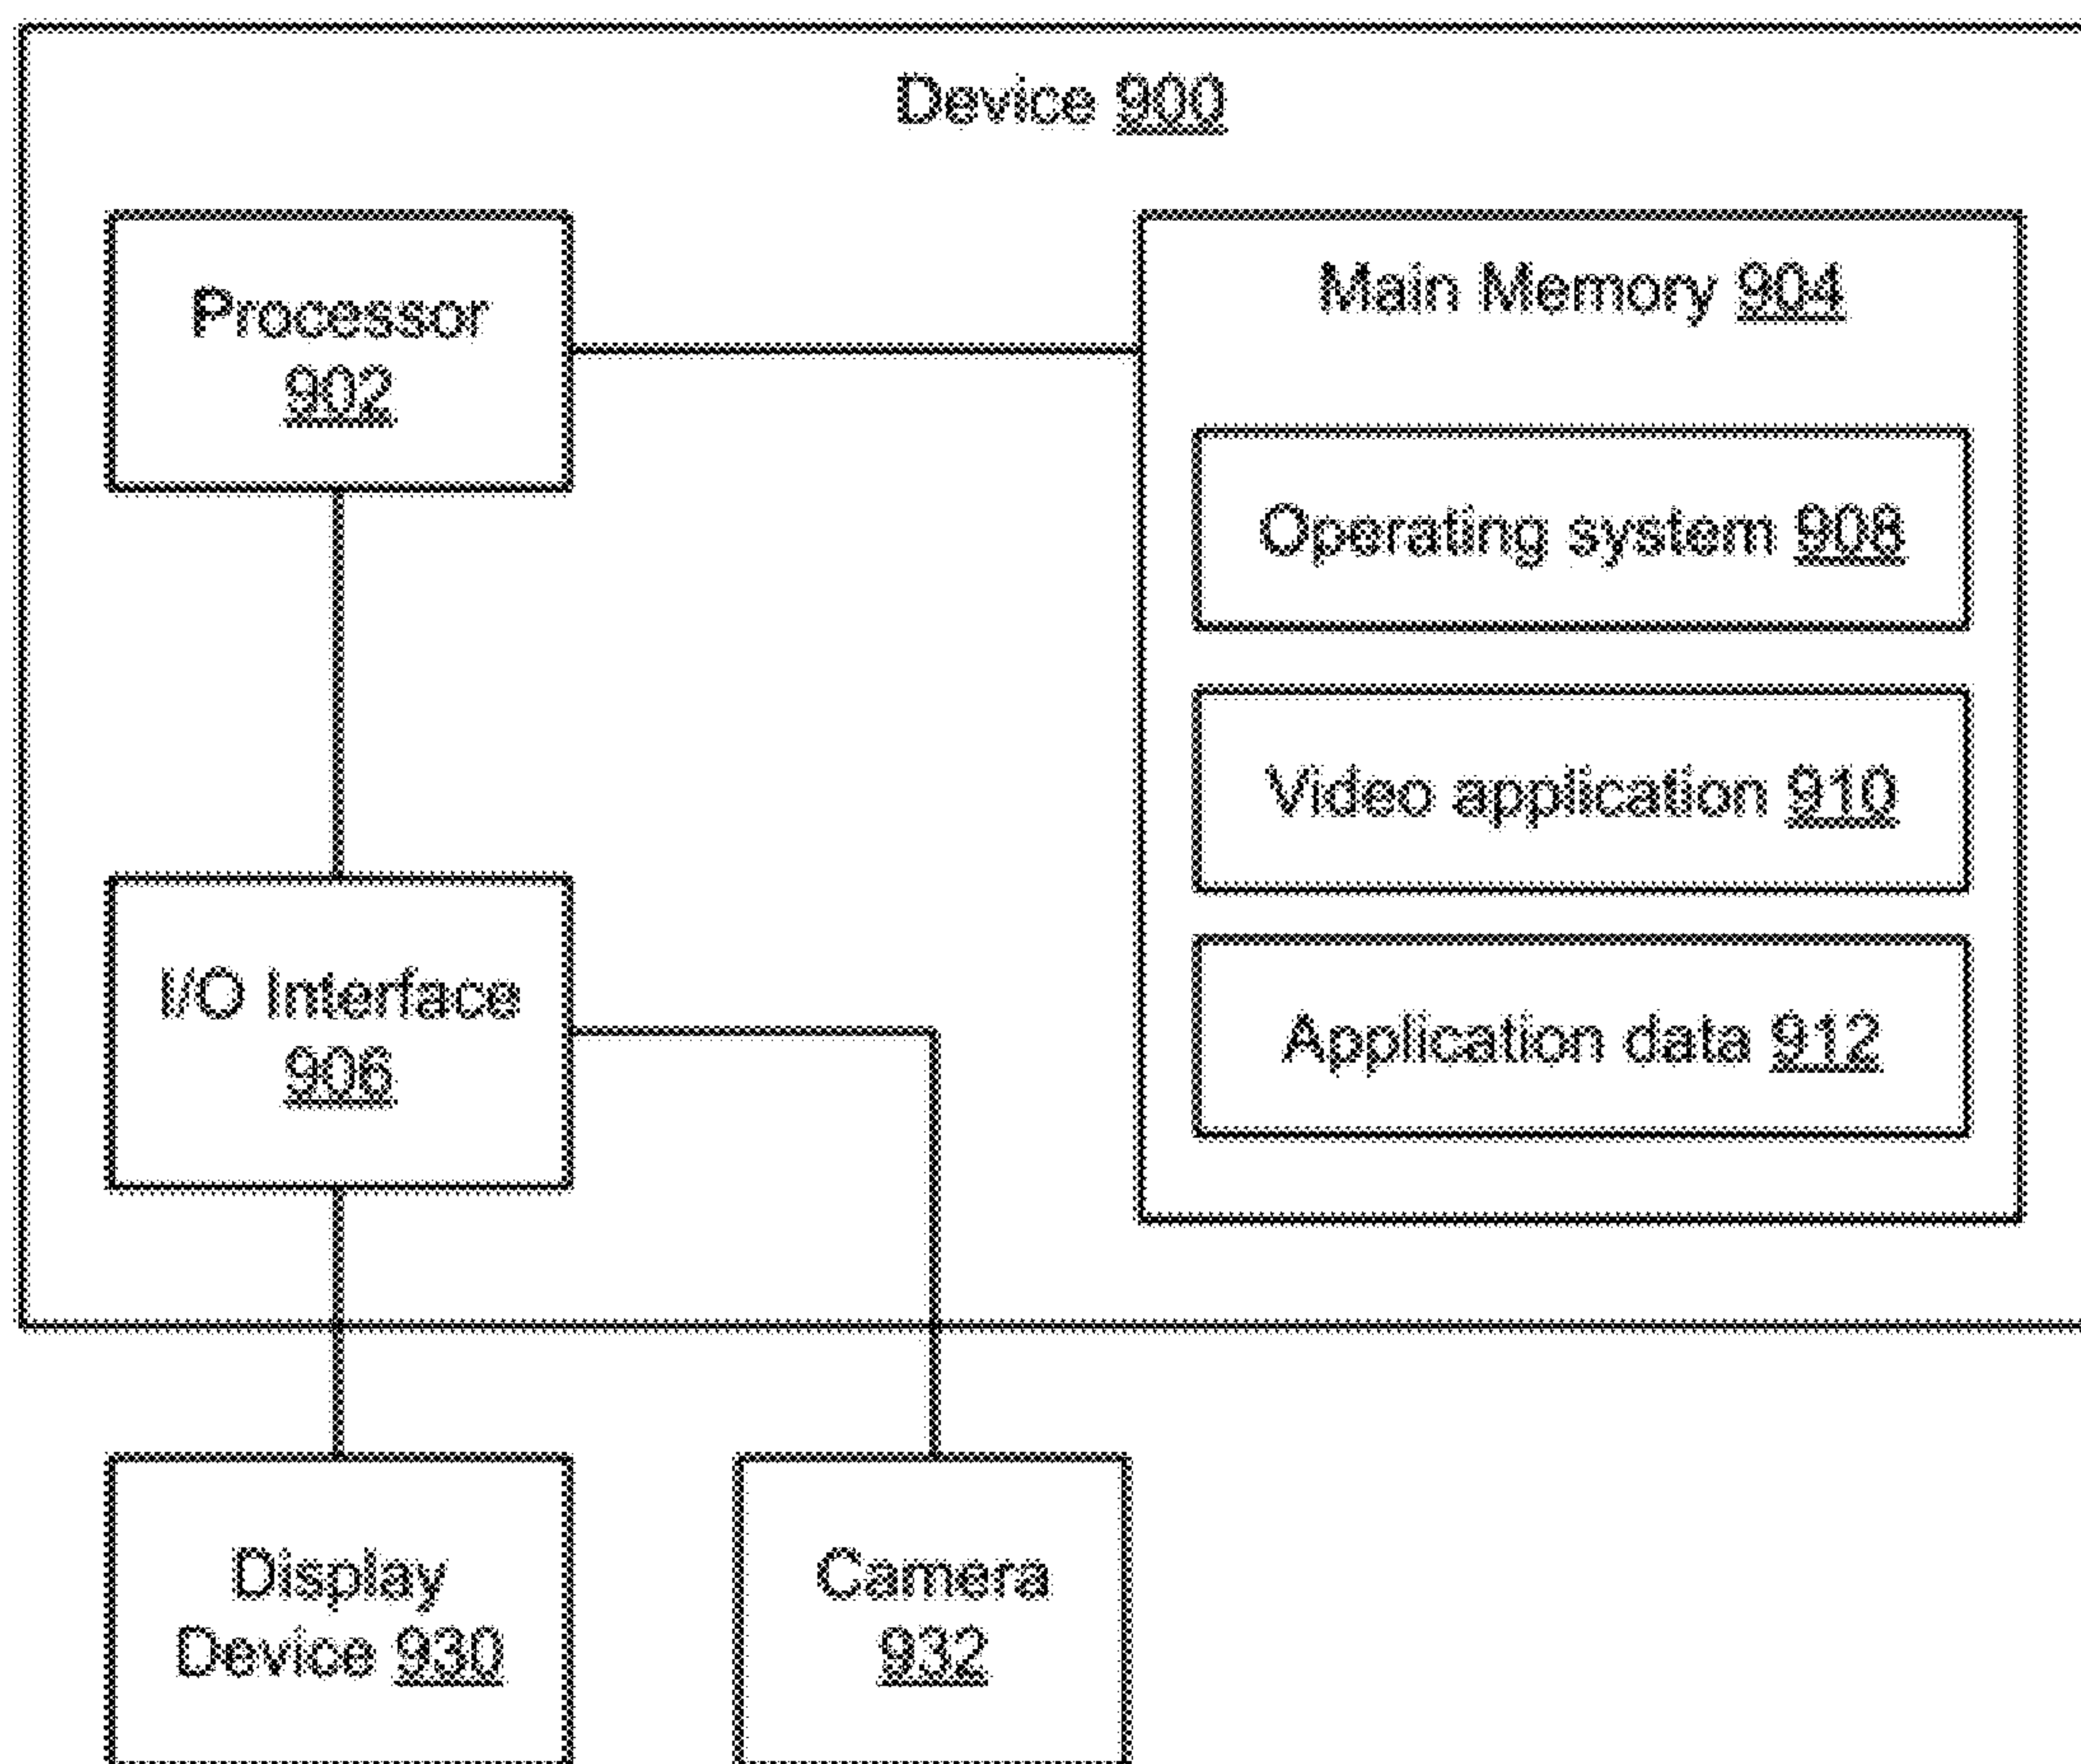 Device 900
Processor
902
Main Memory 904
Operating system 908
Video application 910
Application data 912
I/O Interface
906
Display
Device 930
Camera
932